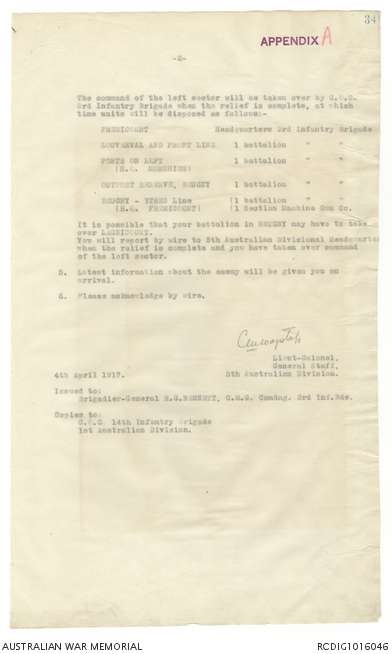 34
APPENDIX A
-2-
The command of the left sector will be taken over by G.O.C.
3rd Infantry Brigade when the relief is complete, at which
time units will be disposed as follows:-
FREMICOURT Headquarters 3rd Infantry Brigade
LOUVERVAL AND FRONT LINE 1 battalion " "
POSTS ON LEFT 1 battalion " "
(H.Q. )
OUTPOST RESERVE, BEUGNY 1 battalion " "
BEUGNY - YTRES Line (1 battalion " "
(H.Q. FREMICOURT) (1 Section Machine Gun Co.
It is possible that your battalion in BEUGNY may have to take
over LEBUCQUIERE.
You will report by wire to 5th Australian Divisional Headquarters
when the relief is complete and you have taken over command
of the left sector.
5. Latest information about the enemy will be given you on
arrival.
6. Please acknowledge by wire.
Lieut-Colonel.
General Staff,
5th Australian Division.
4th April 1917.
Issued to:
Brigadier-General H.G.BENNETT, C.M.G. Comdng. 3rd Inf.Bde.
Copies to:
G.O.C. 14th Infantry Brigade
1st Australian Division.
AUSTRALIAN WAR MEMORIAL
RCDIG1016046